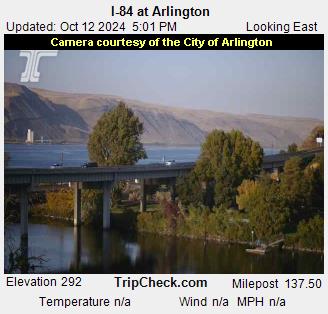 I-84 at Arlington
Updated: Oct 12 2024 5:01 PM Looking East
Camera courtesy of the City of Arlington
Elevation 292 TripCheck.com Milepost 137.50
Temperature n/a Wind n/a MPH n/a